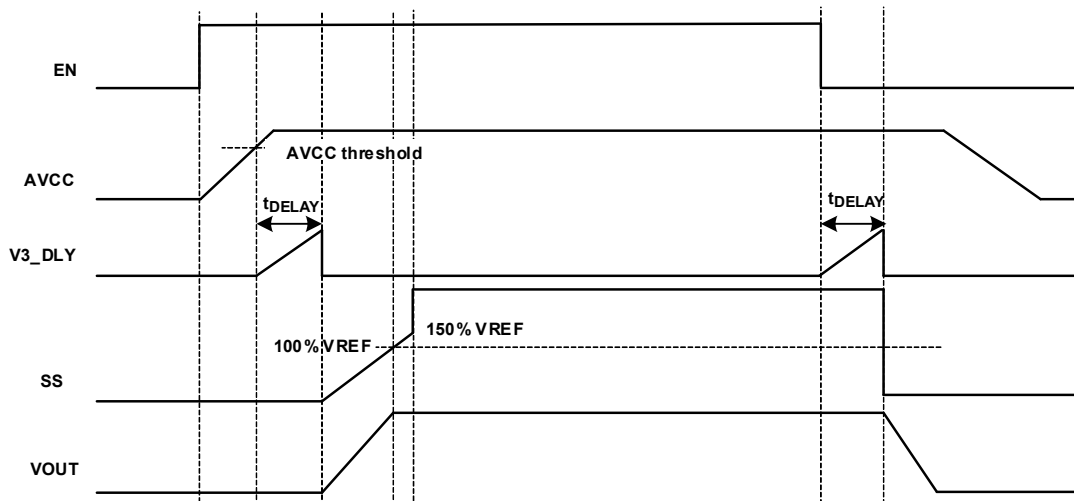 EN
AVCC threshold
AVCC
tDELAY
tDELAY
V3_DLY
150% VREF
100% VREF
SS
VOUT